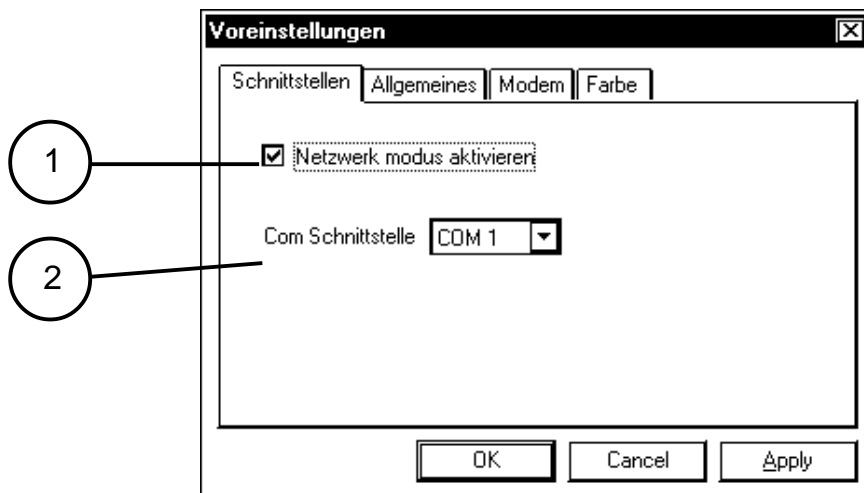 Voreinstellungen
Schnittstellen Allgemeines Modem Farbe
1
Netzwerk modus aktivieren
Com Schnittstelle COM 1
2
OK Cancel Apply